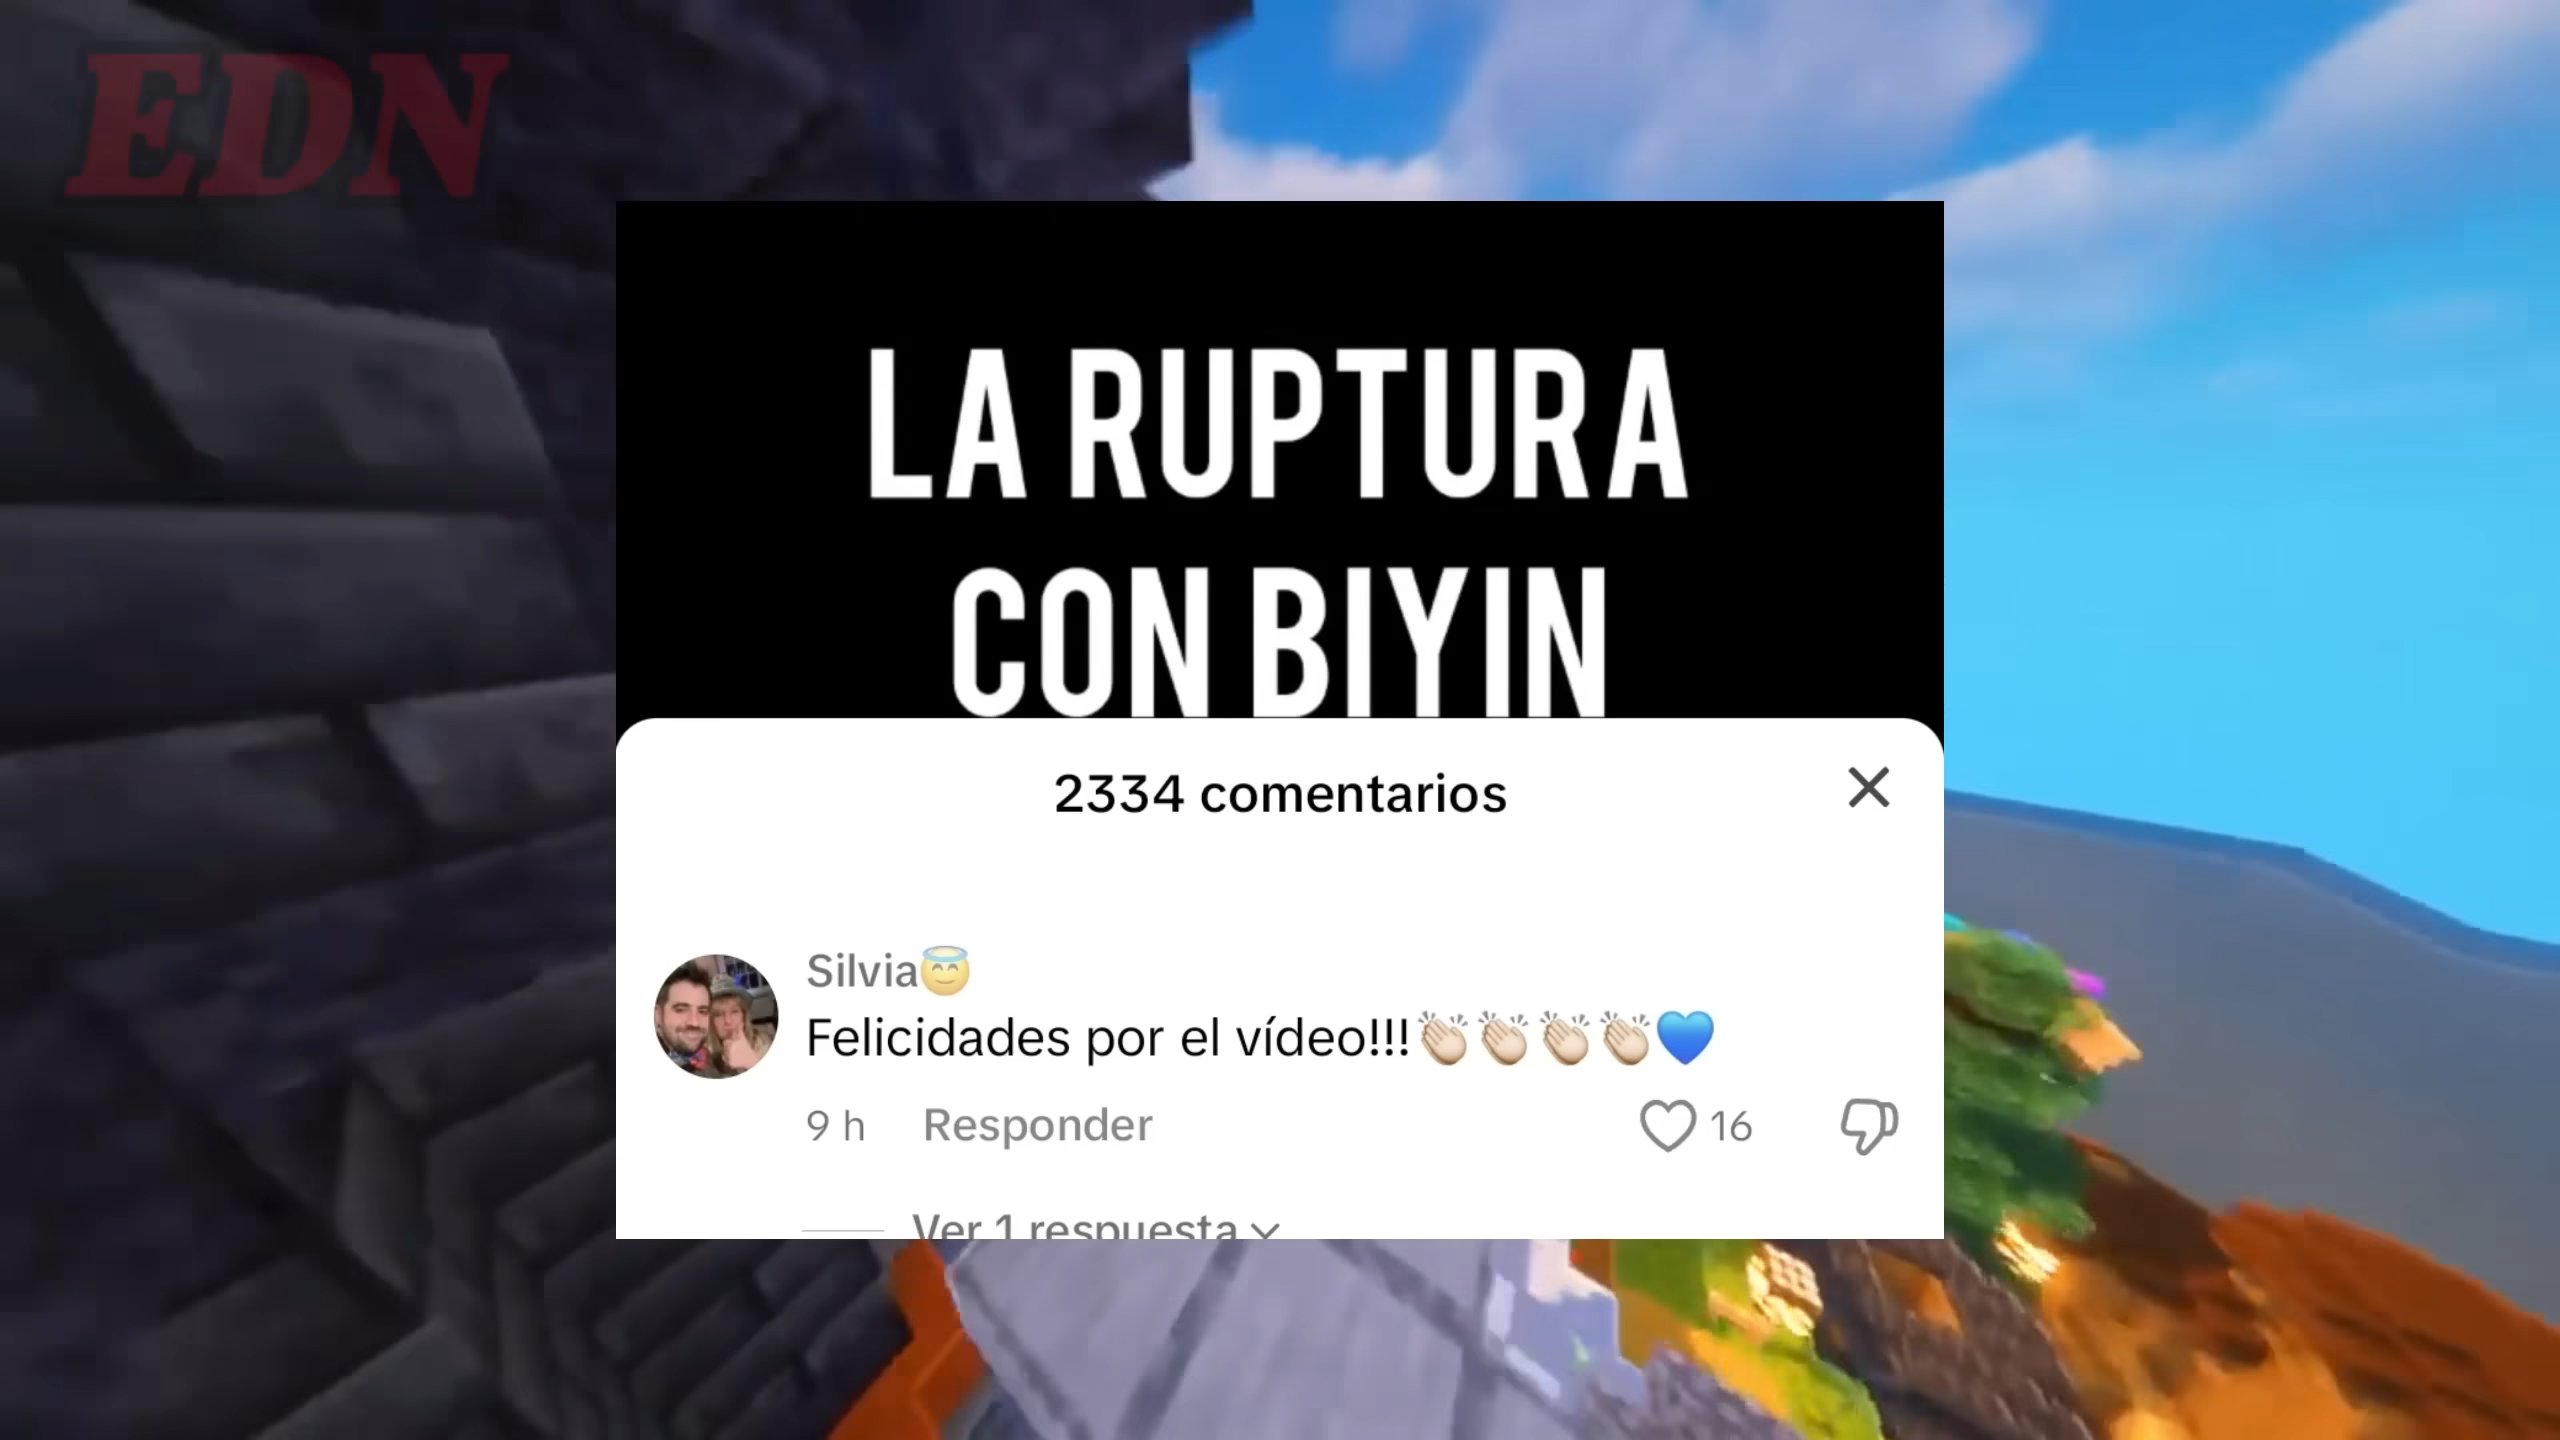 EDN
LA RUPTURA
CON BIYIN
2334 comentarios
Silvia😇
Felicidades por el vídeo!!!👏🏻👏🏻👏🏻👏🏻💙
9 h Responder 16
Ver 1 respuesta